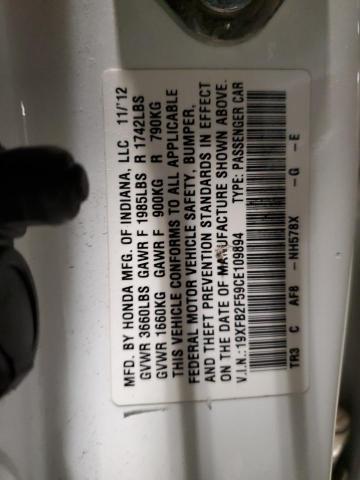 MFD. BY HONDA MFG. OF INDIANA, LLC 11/'12
GVWR 3660LBS GAWR F 1985LBS R 1742LBS
GVWR 1660KG GAWR F 900KG R 790KG
THIS VEHICLE CONFORMS TO ALL APPLICABLE
FEDERAL MOTOR VEHICLE SAFETY, BUMPER,
AND THEFT PREVENTION STANDARDS IN EFFECT
ON THE DATE OF MANUFACTURE SHOWN ABOVE.
V.I.N.:19XFB2F59CE109894 TYPE: PASSENGER CAR
TR3 C AF8 - NH578X - G - E